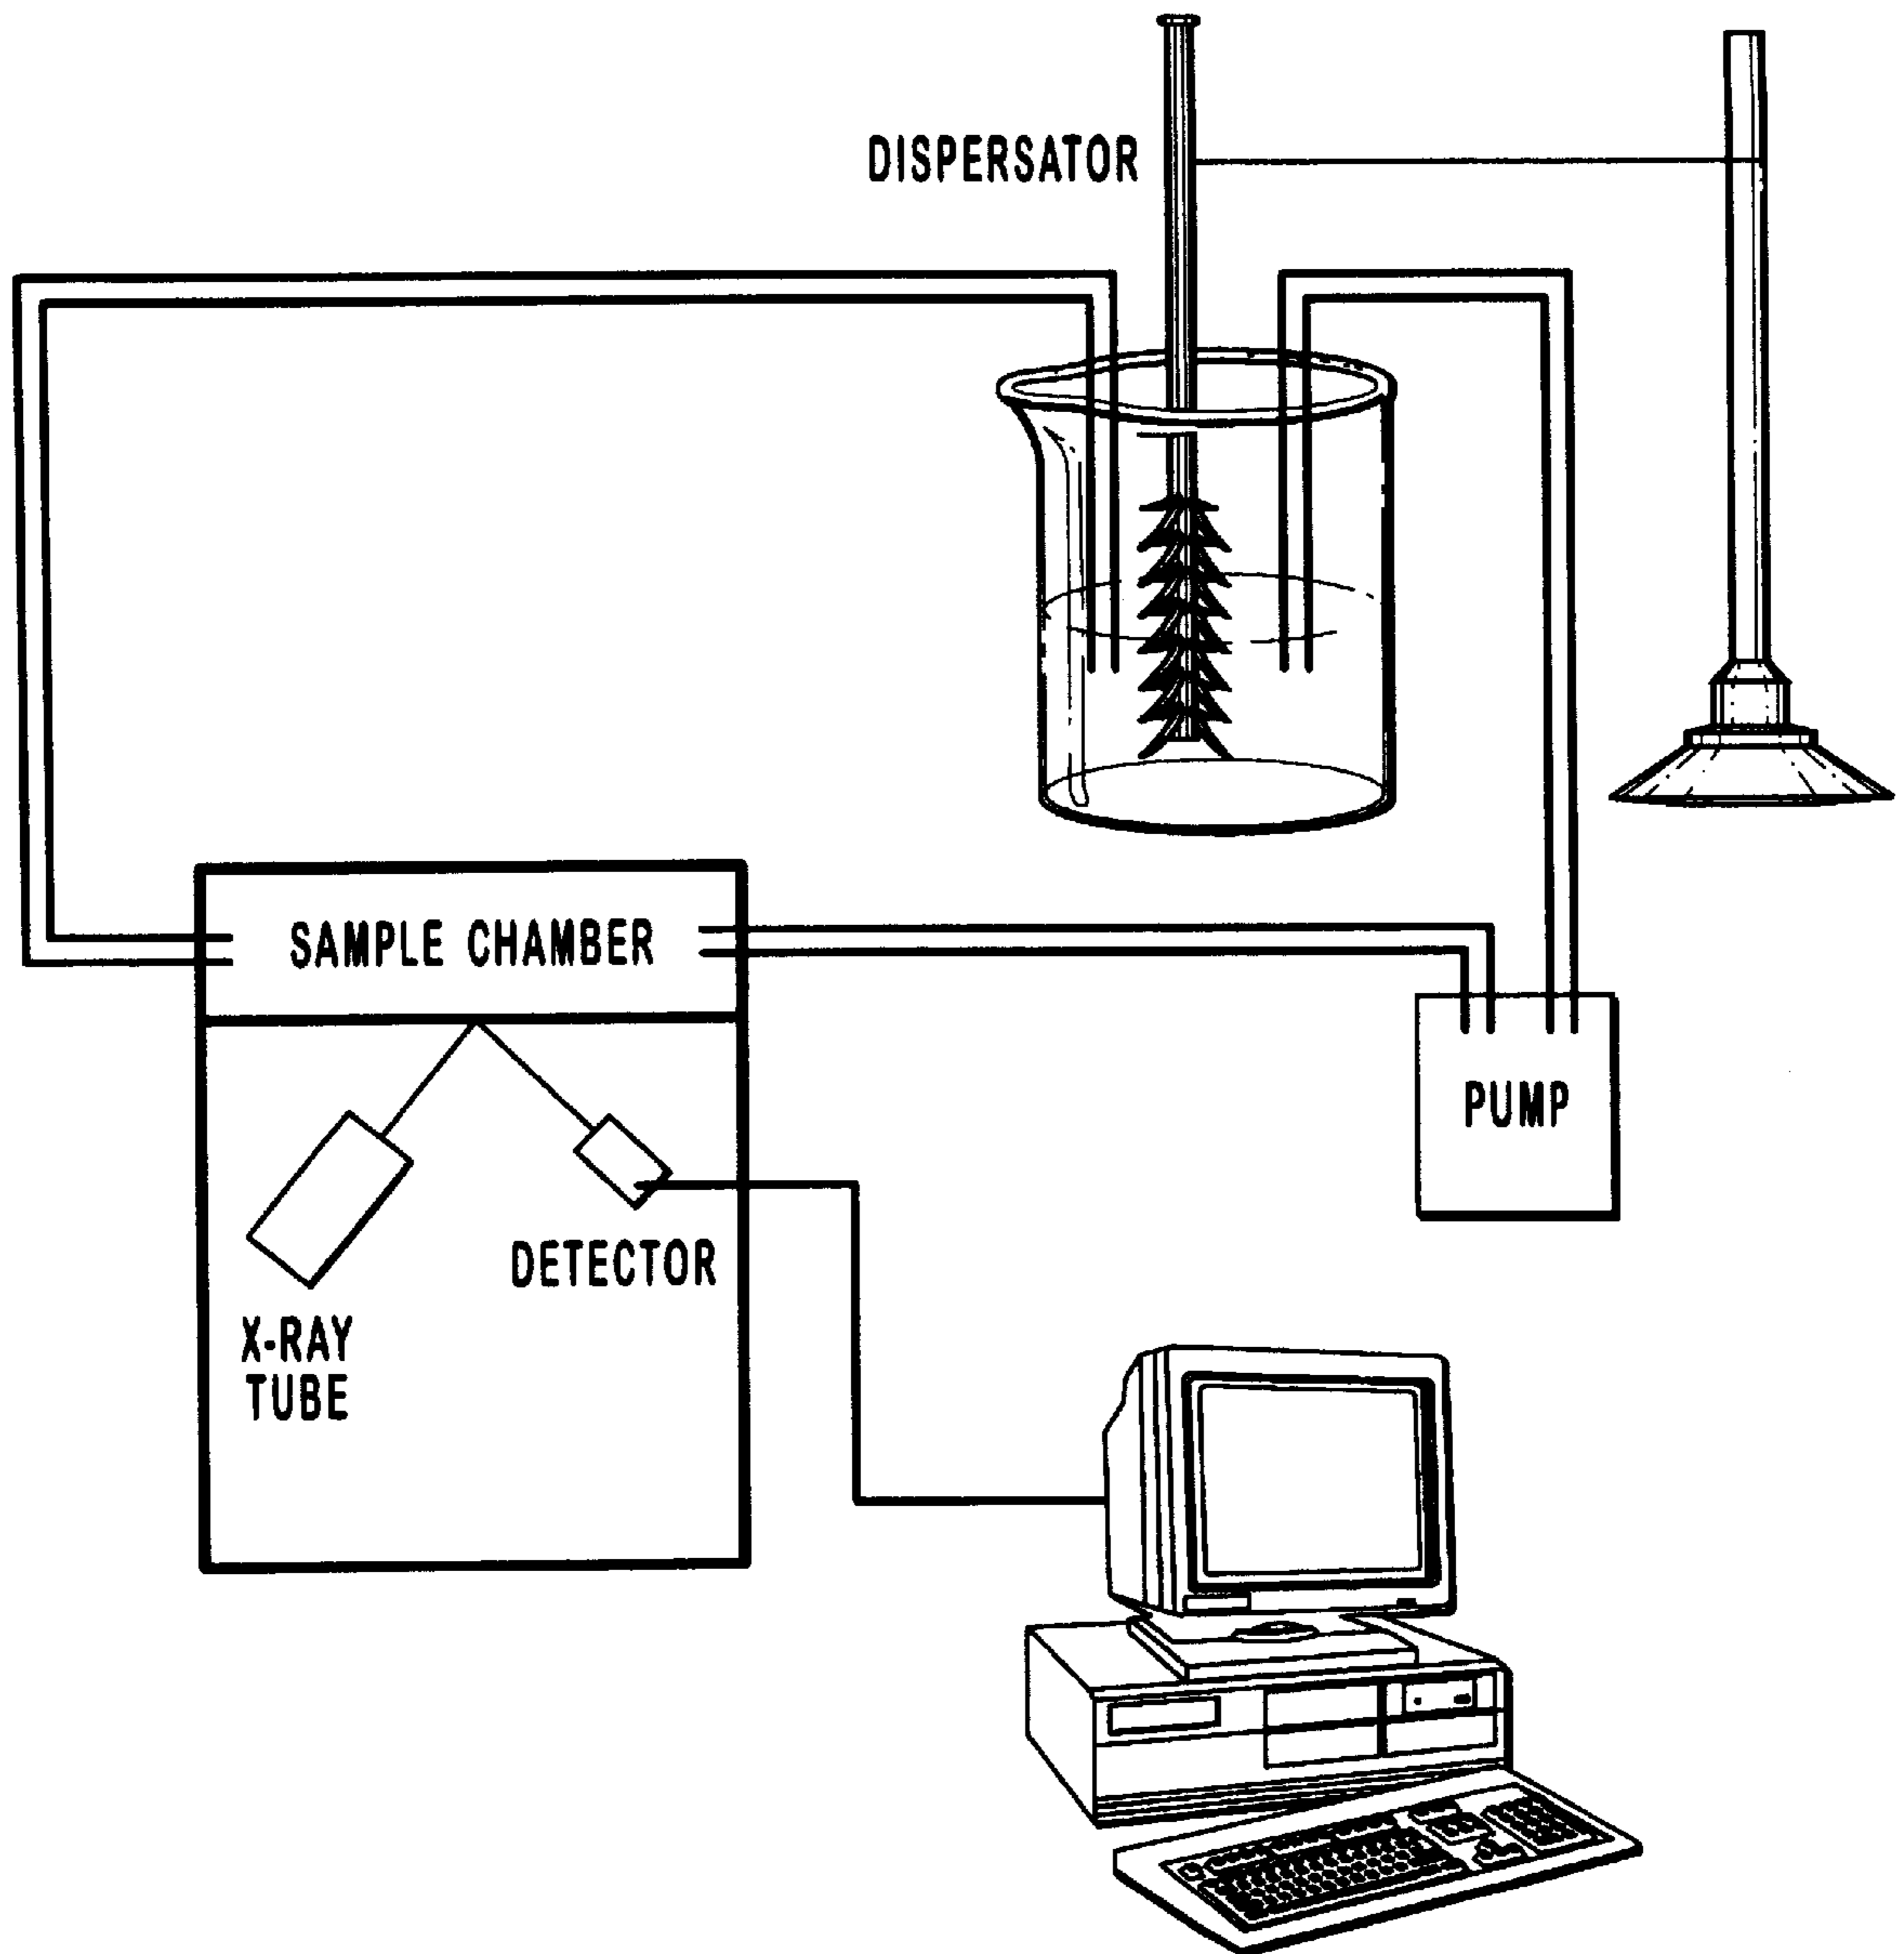 DISPERSATOR
SAMPLE CHAMBER
PUMP
DETECTOR
X-RAY
TUBE